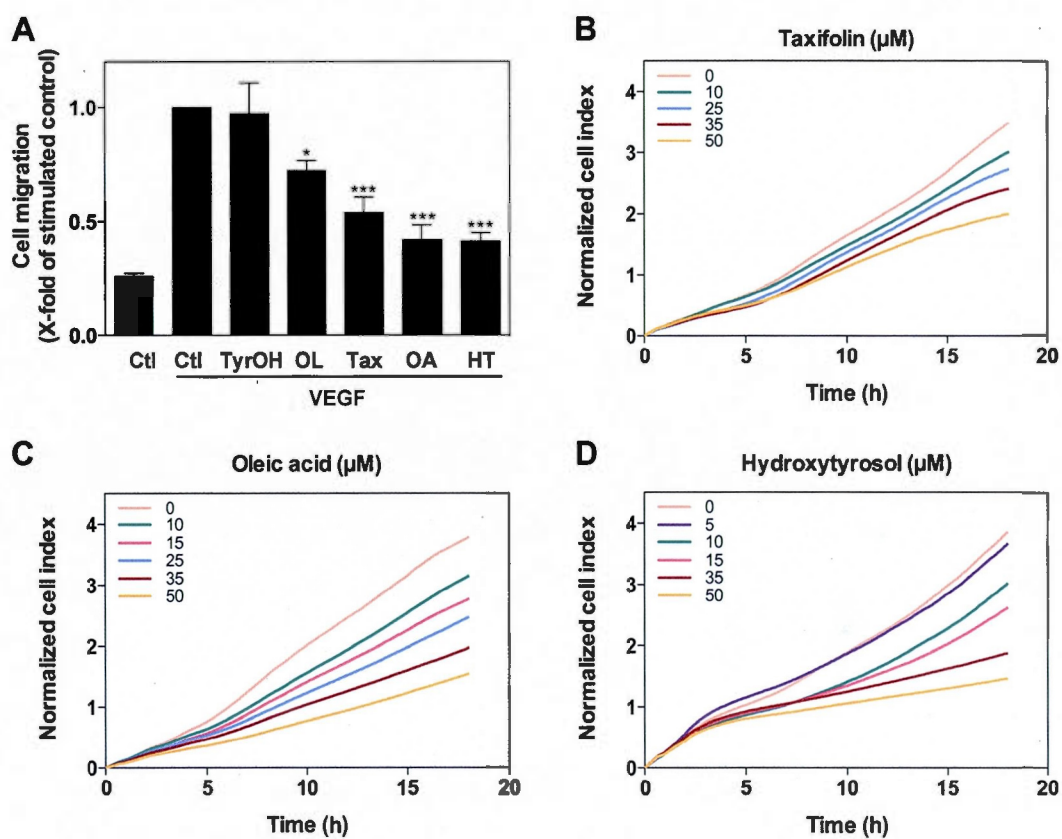 A
Cell migration
(X-fold of stimulated control)
1.0
0.5
0.0
*
***
***
***
Ctl Ctl TyrOH OL Tax OA HT
VEGF
B
Taxifolin (µM)
Normalized cell index
4
3
2
1
0
0
10
25
35
50
0 5 10 15 20
Time (h)
C
Oleic acid (µM)
Normalized cell index
4
3
2
1
0
0
10
15
25
35
50
0 5 10 15 20
Time (h)
D
Hydroxytyrosol (µM)
Normalized cell index
4
3
2
1
0
0
5
10
15
35
50
0 5 10 15 20
Time (h)